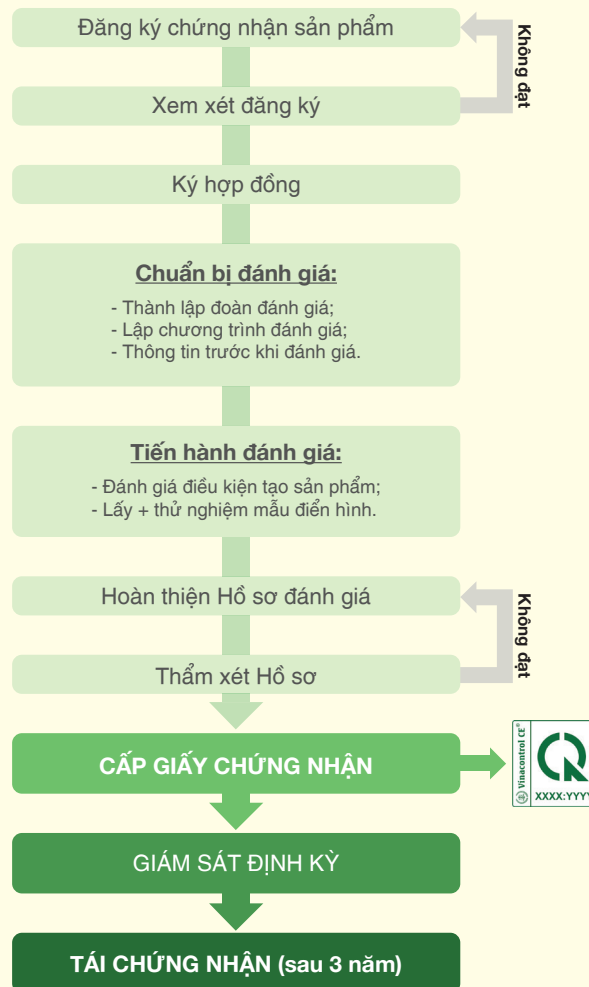 Đăng ký chứng nhận sản phẩm
Không đạt
Xem xét đăng ký
Ký hợp đồng
Chuẩn bị đánh giá:
- Thành lập đoàn đánh giá;
- Lập chương trình đánh giá;
- Thông tin trước khi đánh giá.
Tiến hành đánh giá:
- Đánh giá điều kiện tạo sản phẩm;
- Lấy + thử nghiệm mẫu điển hình.
Hoàn thiện Hồ sơ đánh giá
Không đạt
Thẩm xét Hồ sơ
CẤP GIẤY CHỨNG NHẬN
Vinacontrol CE®
XXXX:YYYY
GIÁM SÁT ĐỊNH KỲ
TÁI CHỨNG NHẬN (sau 3 năm)